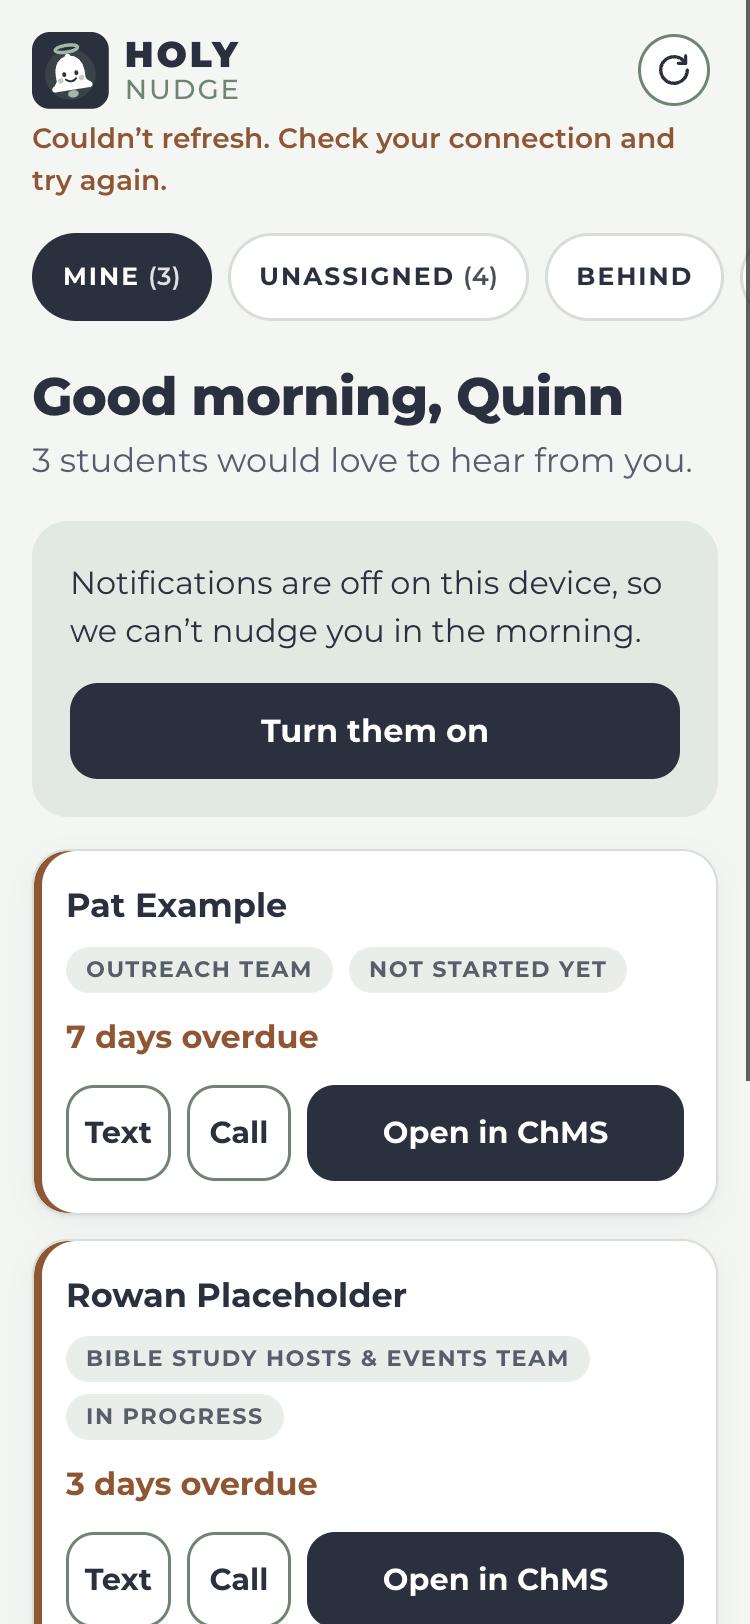 HOLY
NUDGE
Couldn’t refresh. Check your connection and
try again.
MINE (3)
UNASSIGNED (4)
BEHIND
Good morning, Quinn
3 students would love to hear from you.
Notifications are off on this device, so
we can’t nudge you in the morning.
Turn them on
Pat Example
OUTREACH TEAM
NOT STARTED YET
7 days overdue
Text
Call
Open in ChMS
Rowan Placeholder
BIBLE STUDY HOSTS & EVENTS TEAM
IN PROGRESS
3 days overdue
Text
Call
Open in ChMS